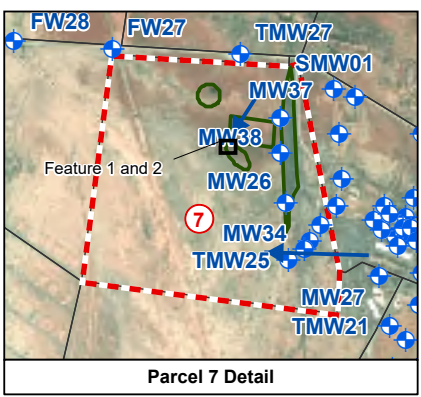 FW28
FW27
TMW27
SMW01
MW37
MW38
Feature 1 and 2
MW26
7
MW34
TMW25
MW27
TMW21
Parcel 7 Detail